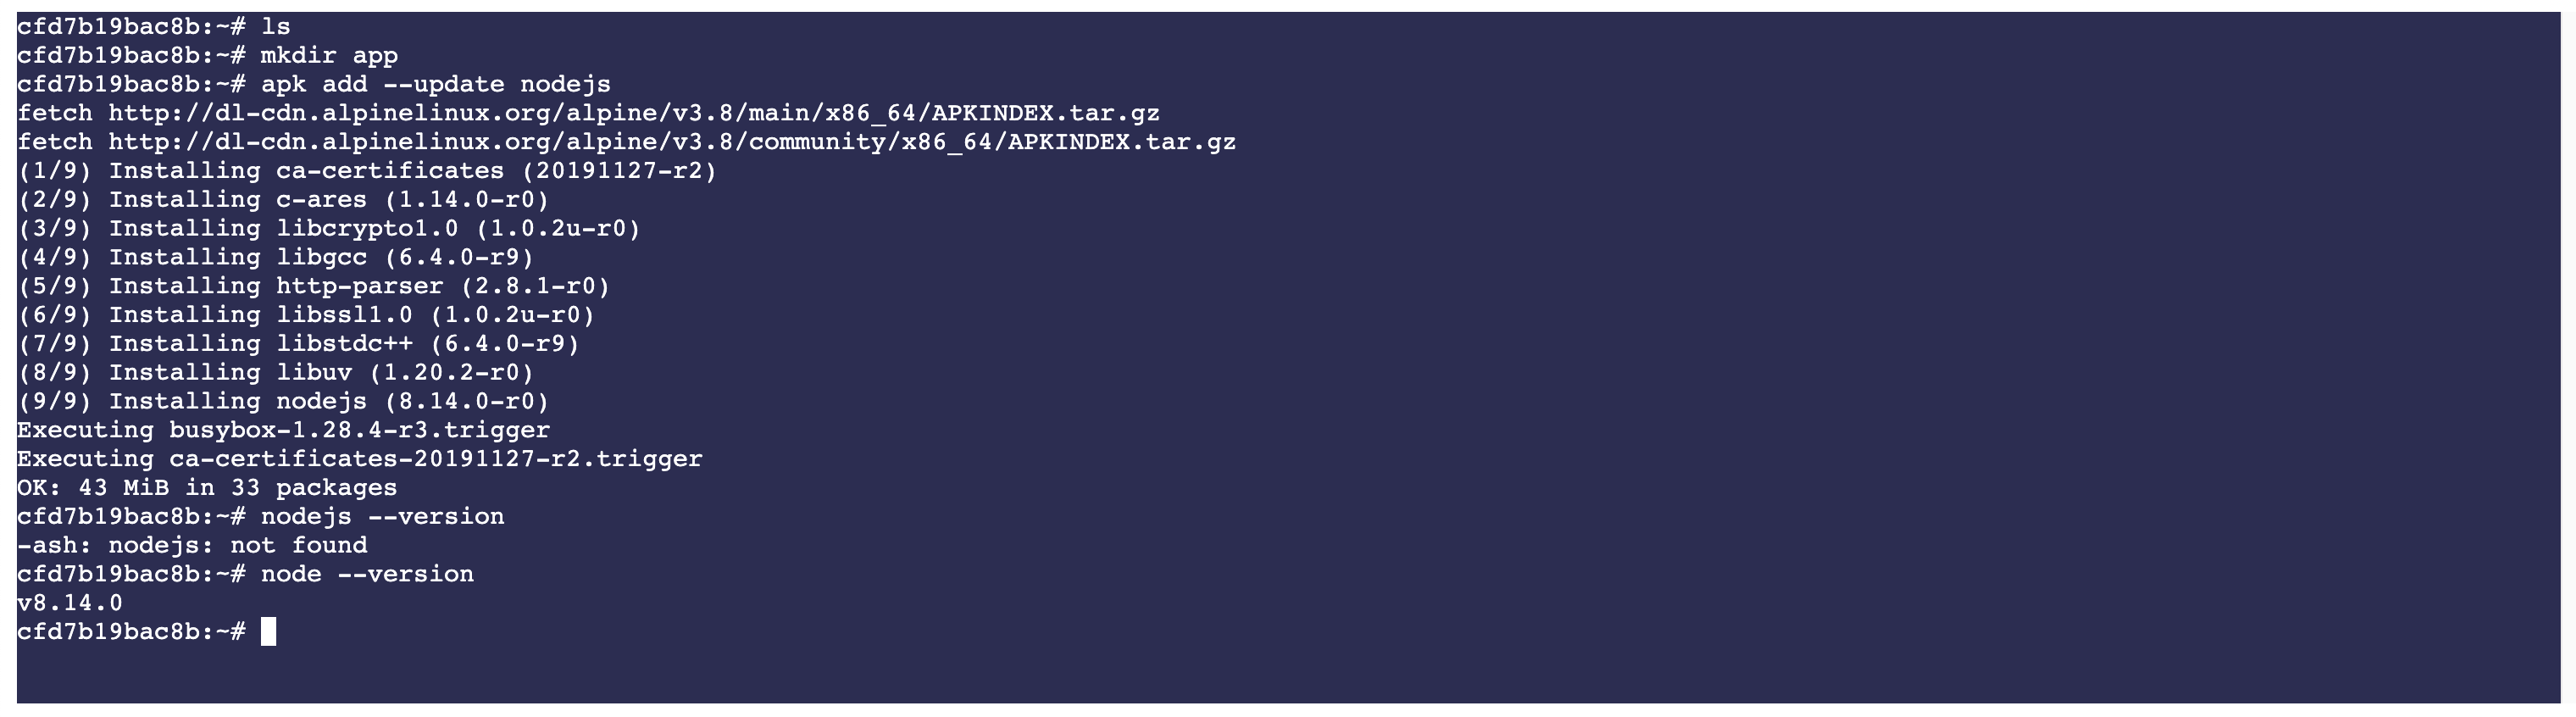 cfd7b19bac8b:~# ls
cfd7b19bac8b:~# mkdir app
cfd7b19bac8b:~# apk add --update nodejs
fetch http://dl-cdn.alpinelinux.org/alpine/v3.8/main/x86_64/APKINDEX.tar.gz
fetch http://dl-cdn.alpinelinux.org/alpine/v3.8/community/x86_64/APKINDEX.tar.gz
(1/9) Installing ca-certificates (20191127-r2)
(2/9) Installing c-ares (1.14.0-r0)
(3/9) Installing libcrypto1.0 (1.0.2u-r0)
(4/9) Installing libgcc (6.4.0-r9)
(5/9) Installing http-parser (2.8.1-r0)
(6/9) Installing libssl1.0 (1.0.2u-r0)
(7/9) Installing libstdc++ (6.4.0-r9)
(8/9) Installing libuv (1.20.2-r0)
(9/9) Installing nodejs (8.14.0-r0)
Executing busybox-1.28.4-r3.trigger
Executing ca-certificates-20191127-r2.trigger
OK: 43 MiB in 33 packages
cfd7b19bac8b:~# nodejs --version
-ash: nodejs: not found
cfd7b19bac8b:~# node --version
v8.14.0
cfd7b19bac8b:~#